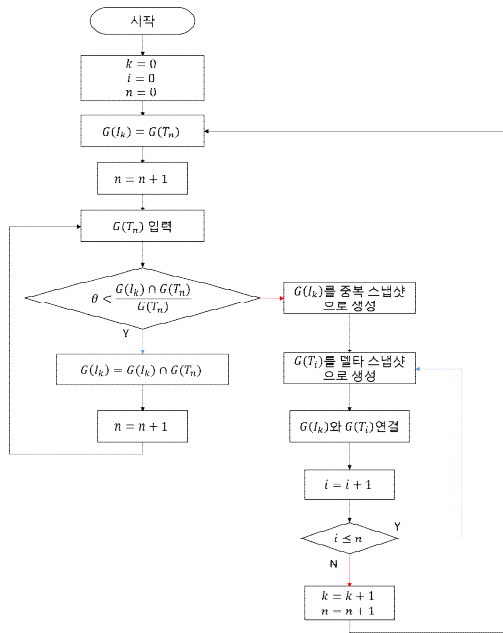 시작
k = 0
i = 0
n = 0
G(I_k) = G(T_n)
n = n + 1
G(T_n) 입력
θ < G(I_k) ∩ G(T_n) / G(T_n)
Y
G(I_k) = G(I_k) ∩ G(T_n)
n = n + 1
G(I_k)를 중복 스냅샷
으로 생성
G(T_i)를 델타 스냅샷
으로 생성
G(I_k)와 G(T_i)연결
i = i + 1
i ≤ n
Y
N
k = k + 1
n = n + 1